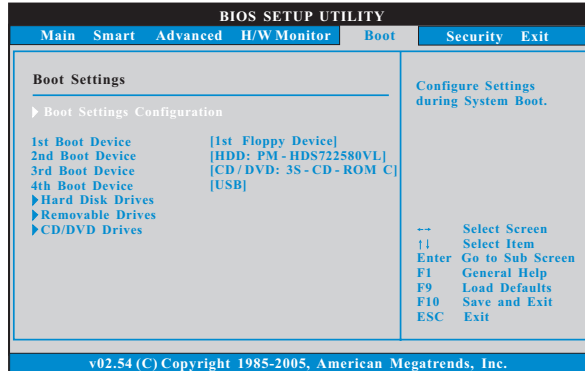 BIOS SETUP UTILITY
Main Smart Advanced H/W Monitor Boot Security Exit
Boot Settings
Boot Settings Configuration
1st Boot Device [1st Floppy Device]
2nd Boot Device [HDD: PM - HDS722580VL]
3rd Boot Device [CD / DVD: 3S - CD - ROM C]
4th Boot Device [USB]
Hard Disk Drives
Removable Drives
CD/DVD Drives
Configure Settings
during System Boot.
←→ Select Screen
↑↓ Select Item
Enter Go to Sub Screen
F1 General Help
F9 Load Defaults
F10 Save and Exit
ESC Exit
v02.54 (C) Copyright 1985-2005, American Megatrends, Inc.